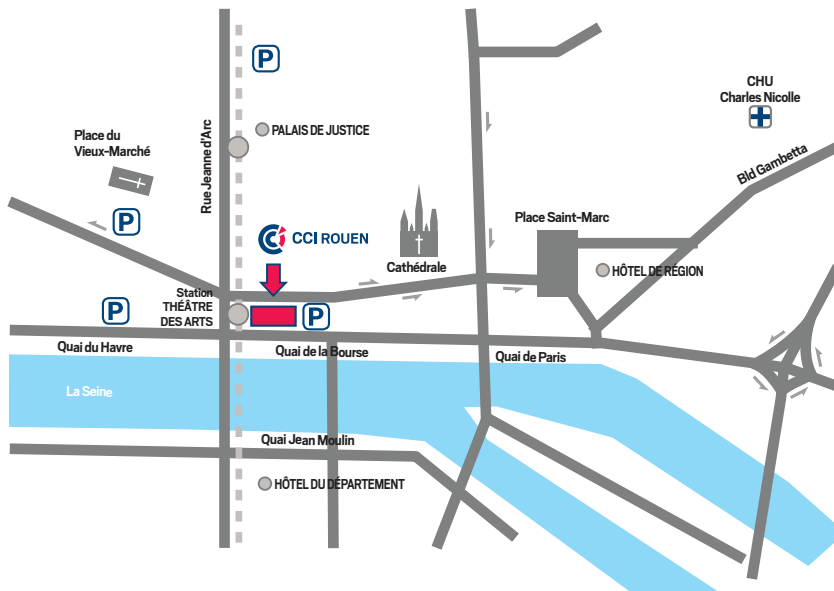 P
CHU
Charles Nicolle
PALAIS DE JUSTICE
Place du
Vieux-Marché
Rue Jeanne d'Arc
Bld Gambetta
P
CCI ROUEN
Place Saint-Marc
Cathédrale
HÔTEL DE RÉGION
Station
THÉÂTRE
DES ARTS
P
P
Quai du Havre
Quai de la Bourse
Quai de Paris
La Seine
Quai Jean Moulin
HÔTEL DU DÉPARTEMENT